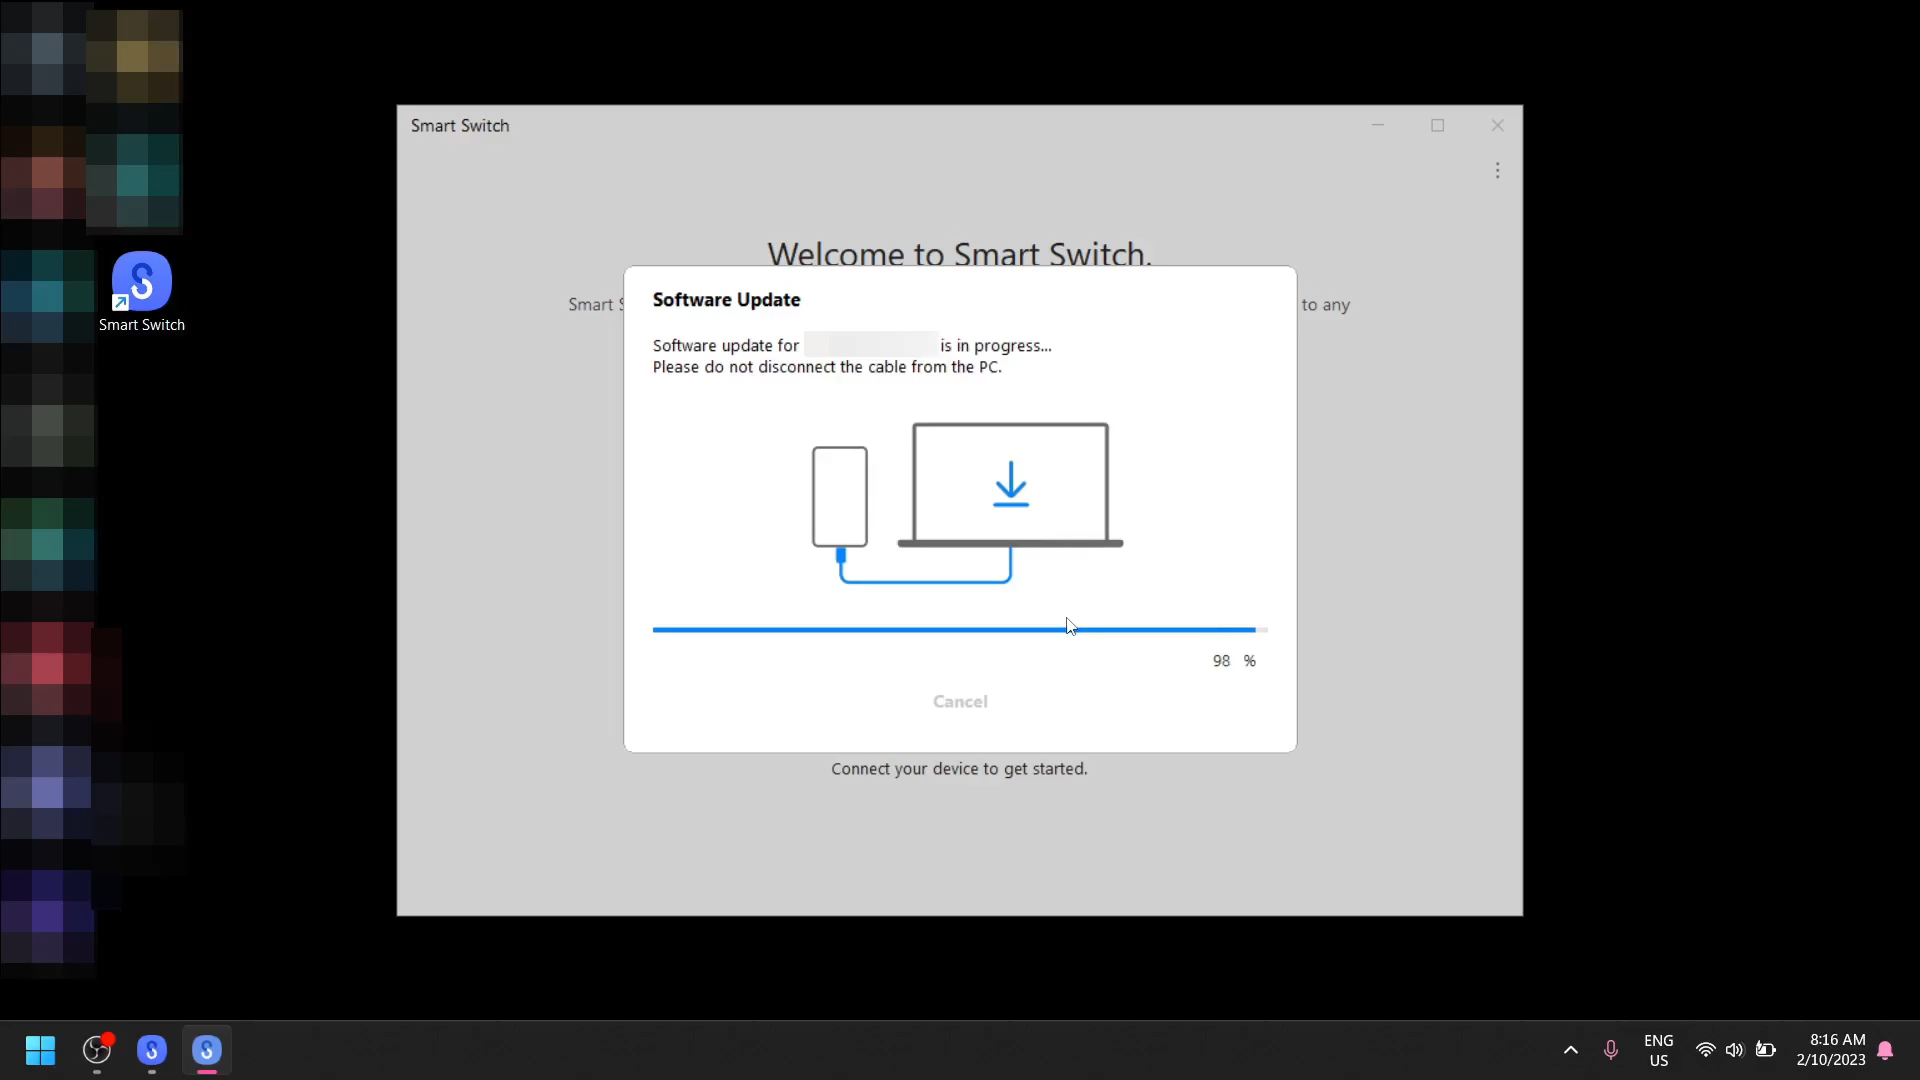 Smart Switch
Welcome to Smart Switch.
Smart S to any
Software Update
Software update for is in progress...
Please do not disconnect the cable from the PC.
98 %
Cancel
Connect your device to get started.
Smart Switch
ENG
US
8:16 AM
2/10/2023